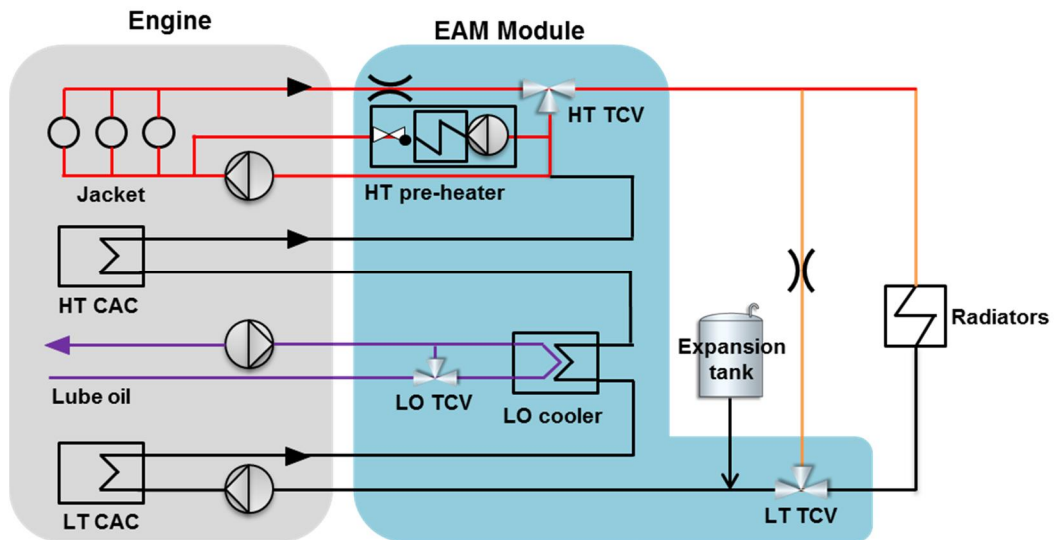 Engine
EAM Module
HT TCV
Jacket
HT pre-heater
HT CAC
Radiators
Expansion
tank
Lube oil
LO TCV
LO cooler
LT CAC
LT TCV